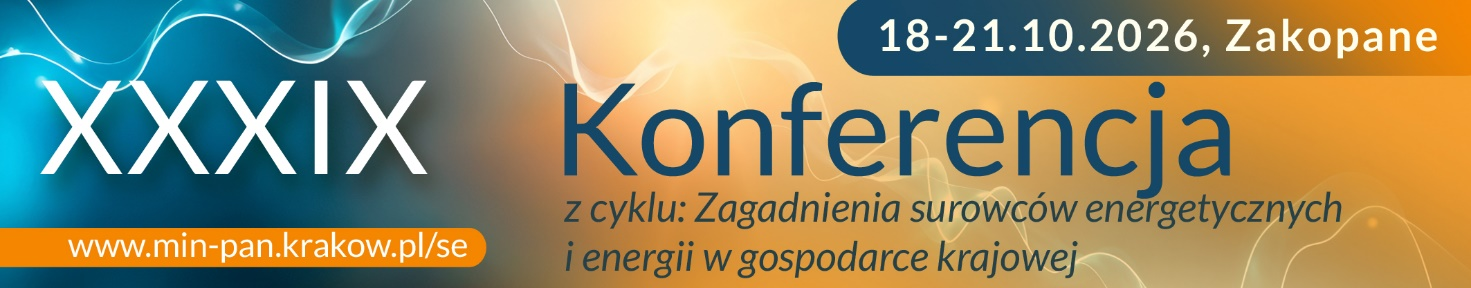 18-21.10.2026, Zakopane
XXXIX Konferencja
z cyklu: Zagadnienia surowców energetycznych
i energii w gospodarce krajowej
www.min-pan.krakow.pl/se